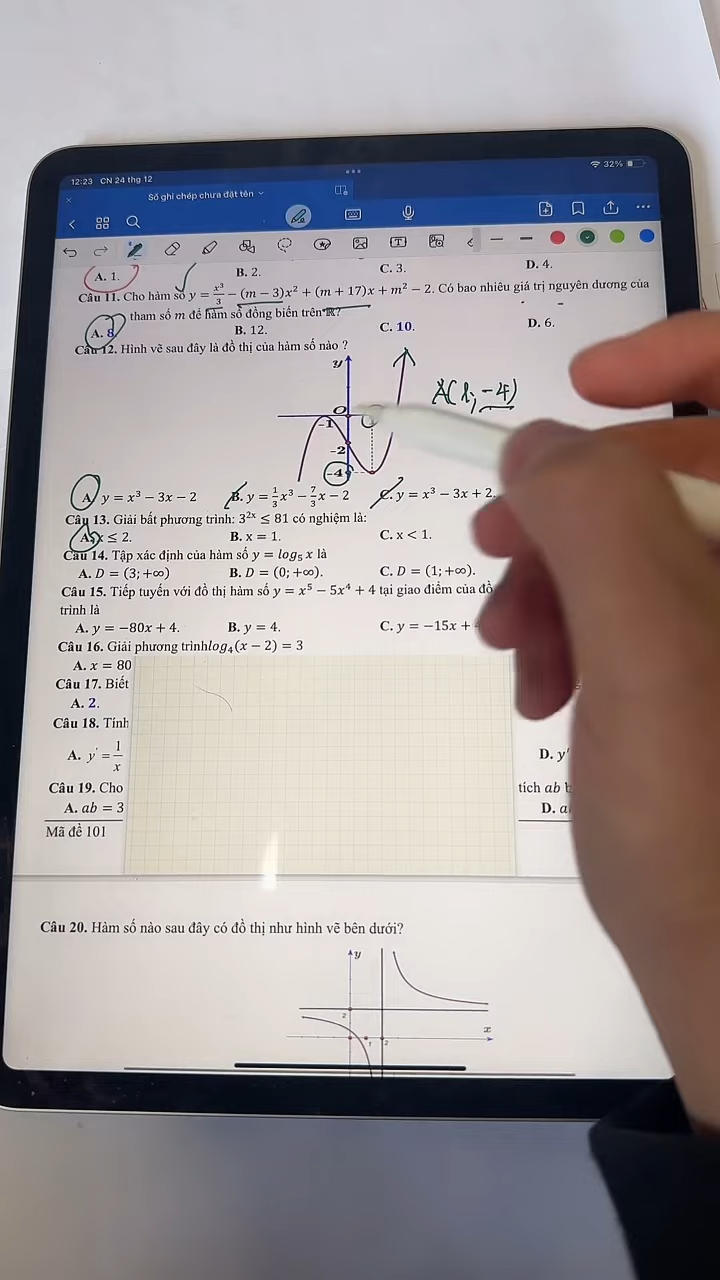 12:23 CN 24 thg 12
32%
Sổ ghi chép chưa đặt tên
A. 1. B. 2. C. 3. D. 4.
Câu 11. Cho hàm số y = x³/3 − (m − 3)x² + (m + 17)x + m² − 2. Có bao nhiêu giá trị nguyên dương của
tham số m để hàm số đồng biến trên ℝ?
A. 8 B. 12. C. 10. D. 6.
Câu 12. Hình vẽ sau đây là đồ thị của hàm số nào ?
y
O
-1
-2
-4
A(1; -4)
A. y = x³ − 3x − 2 B. y = 1/3x³ − 7/3x − 2 C. y = x³ − 3x + 2.
Câu 13. Giải bất phương trình: 3²ˣ ≤ 81 có nghiệm là:
A. x ≤ 2. B. x = 1. C. x < 1.
Câu 14. Tập xác định của hàm số y = log₅ x là
A. D = (3; +∞) B. D = (0; +∞). C. D = (1; +∞).
Câu 15. Tiếp tuyến với đồ thị hàm số y = x⁵ − 5x⁴ + 4 tại giao điểm của đồ
trình là
A. y = −80x + 4. B. y = 4. C. y = −15x +
Câu 16. Giải phương trình log₄(x − 2) = 3
A. x = 80
Câu 17. Biết
A. 2.
Câu 18. Tính
A. y' = 1/x D. y'
Câu 19. Cho tích ab
A. ab = 3 D. a
Mã đề 101
Câu 20. Hàm số nào sau đây có đồ thị như hình vẽ bên dưới?
y
2
x
1 2